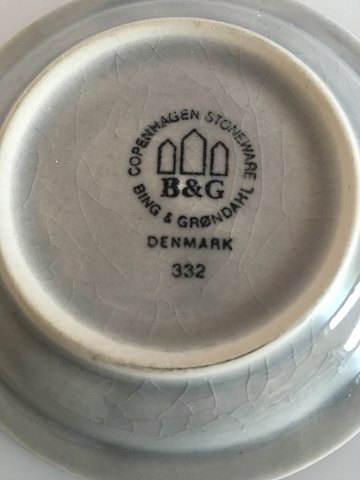 COPENHAGEN STONEWARE
B&G
BING & GRØNDAHL
DENMARK
332